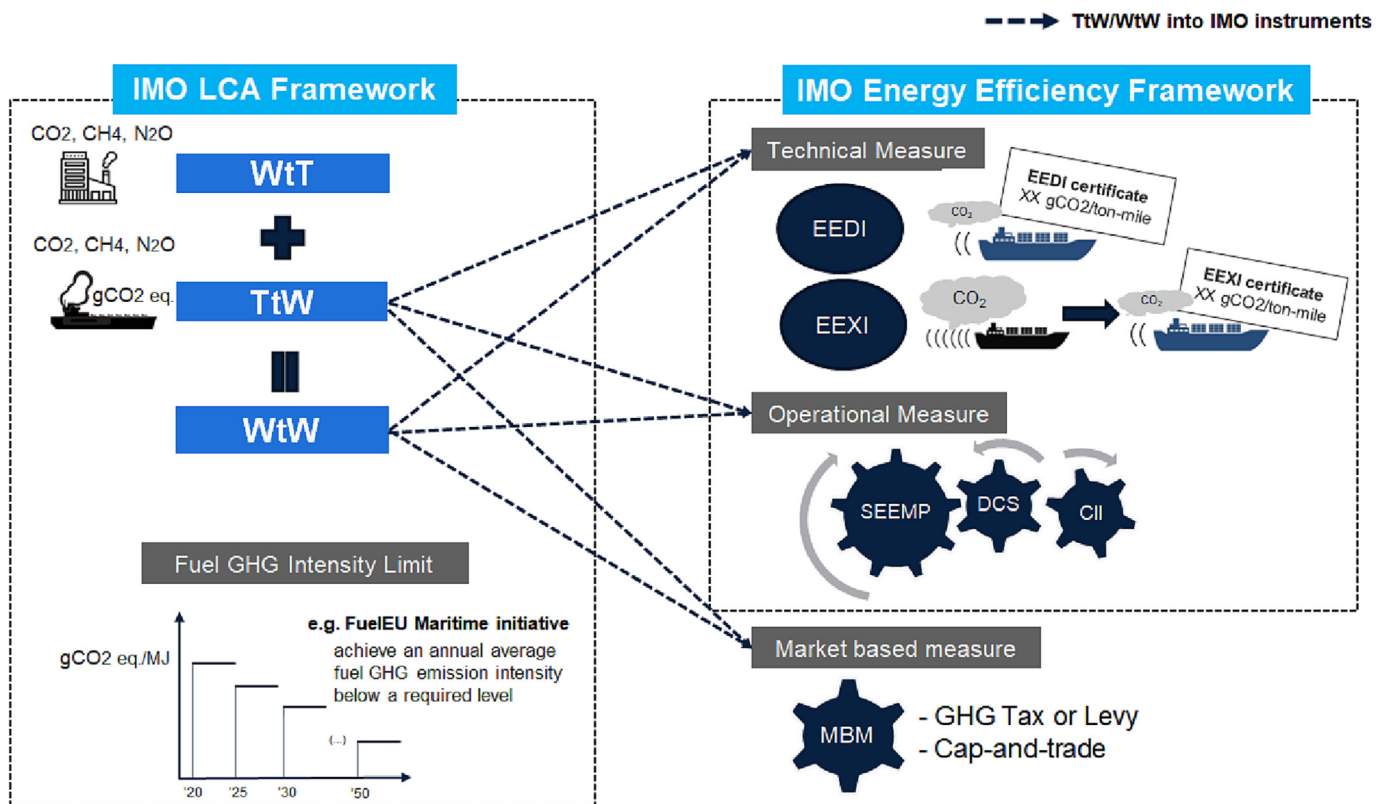 TtW/WtW into IMO instruments
IMO LCA Framework
CO2, CH4, N2O
WtT
CO2, CH4, N2O
gCO2 eq.
TtW
WtW
Fuel GHG Intensity Limit
gCO2 eq./MJ
e.g. FuelEU Maritime initiative
achieve an annual average
fuel GHG emission intensity
below a required level
(...)
'20 '25 '30 '50
IMO Energy Efficiency Framework
Technical Measure
EEDI
CO₂
EEDI certificate
XX gCO2/ton-mile
EEXI
CO₂
CO₂
EEXI certificate
XX gCO2/ton-mile
Operational Measure
SEEMP
DCS
CII
Market based measure
MBM
- GHG Tax or Levy
- Cap-and-trade